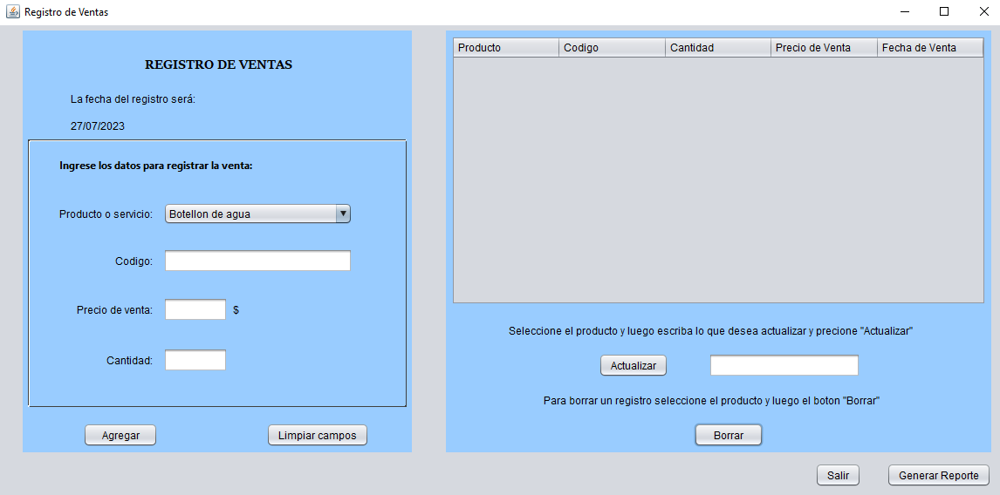 Registro de Ventas
REGISTRO DE VENTAS
La fecha del registro será:
27/07/2023
Ingrese los datos para registrar la venta:
Producto o servicio: Botellon de agua
Codigo:
Precio de venta: $
Cantidad:
Agregar Limpiar campos
Producto Codigo Cantidad Precio de Venta Fecha de Venta
Seleccione el producto y luego escriba lo que desea actualizar y precione "Actualizar"
Actualizar
Para borrar un registro seleccione el producto y luego el boton "Borrar"
Borrar
Salir Generar Reporte